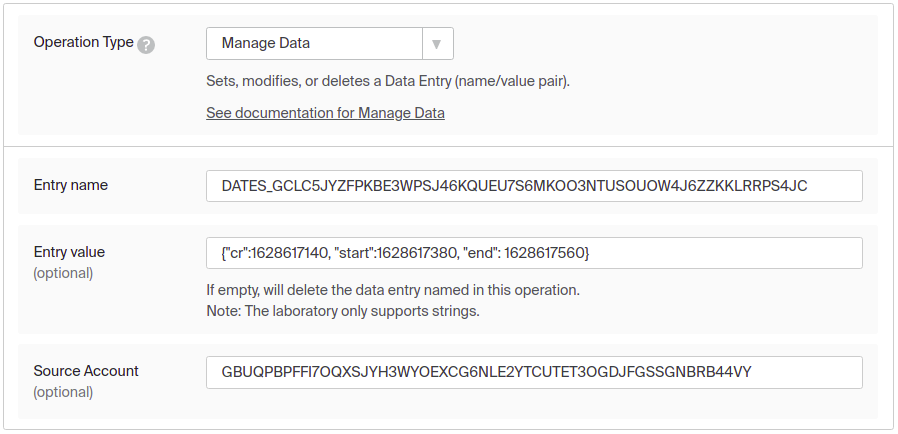 Operation Type ?
Manage Data
Sets, modifies, or deletes a Data Entry (name/value pair).
See documentation for Manage Data
Entry name
DATES_GCLC5JYZFPKBE3WPSJ46KQUEU7S6MKOO3NTUSOUOW4J6ZZKKLRRPS4JC
Entry value
(optional)
{"cr":1628617140, "start":1628617380, "end": 1628617560}
If empty, will delete the data entry named in this operation.
Note: The laboratory only supports strings.
Source Account
(optional)
GBUQPBPFFI7OQXSJYH3WYOEXCG6NLE2YTCUTET3OGDJFGSSGNBRB44VY